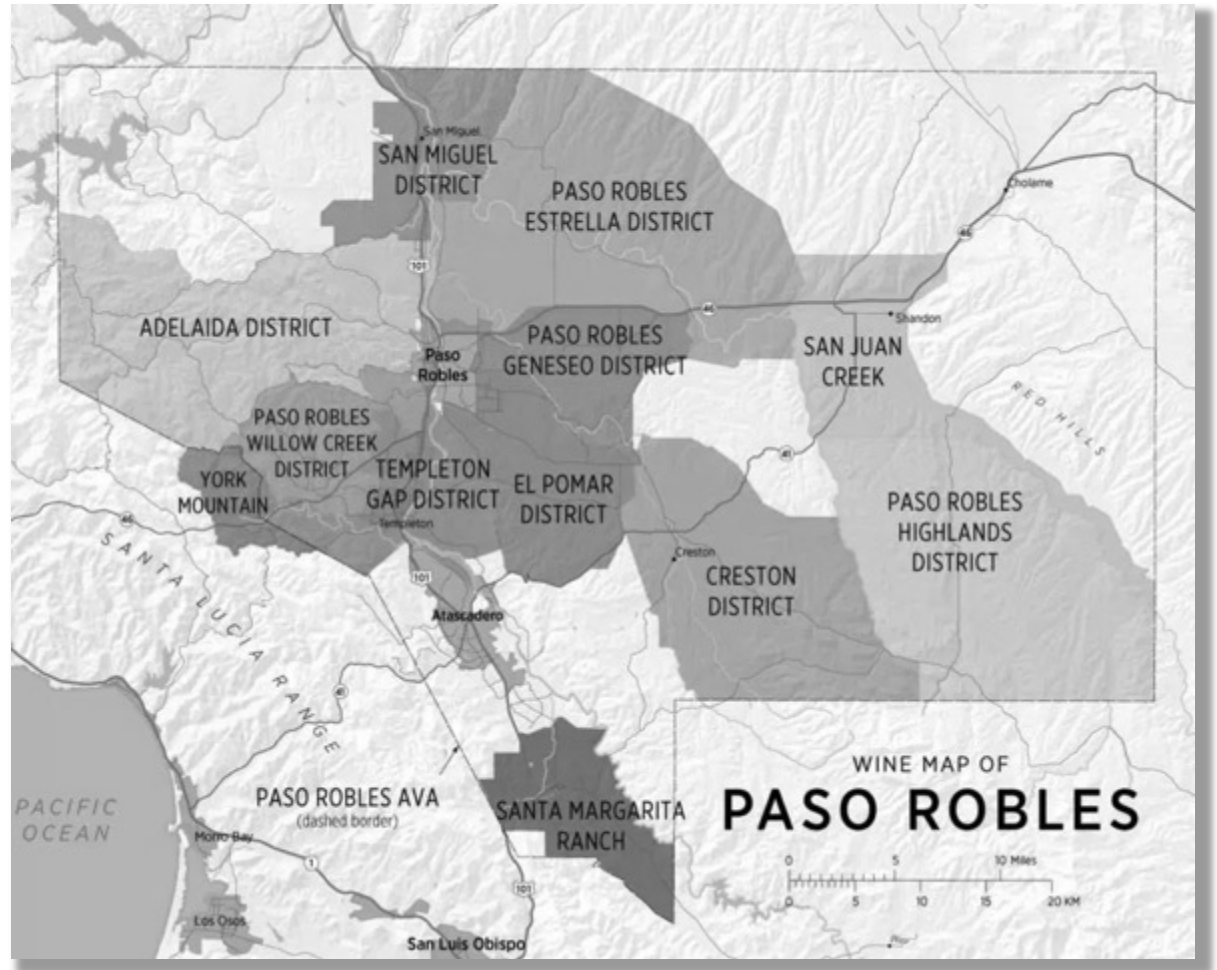 San Miguel
SAN MIGUEL
DISTRICT
PASO ROBLES
ESTRELLA DISTRICT
Cholame
46
101
46
Shandon
ADELAIDA DISTRICT
Paso
Robles
PASO ROBLES
GENESEO DISTRICT
SAN JUAN
CREEK
RED HILLS
PASO ROBLES
WILLOW CREEK
DISTRICT
41
YORK
MOUNTAIN
TEMPLETON
GAP DISTRICT
EL POMAR
DISTRICT
PASO ROBLES
HIGHLANDS
DISTRICT
46
Templeton
SANTA LUCIA RANGE
Creston
CRESTON
DISTRICT
101
Atascadero
41
WINE MAP OF
PASO ROBLES
PASO ROBLES AVA
(dashed border)
SANTA MARGARITA
RANCH
PACIFIC
OCEAN
Morro Bay
1
101
0 5 10 Miles
0 5 10 15 20 KM
Los Osos
San Luis Obispo